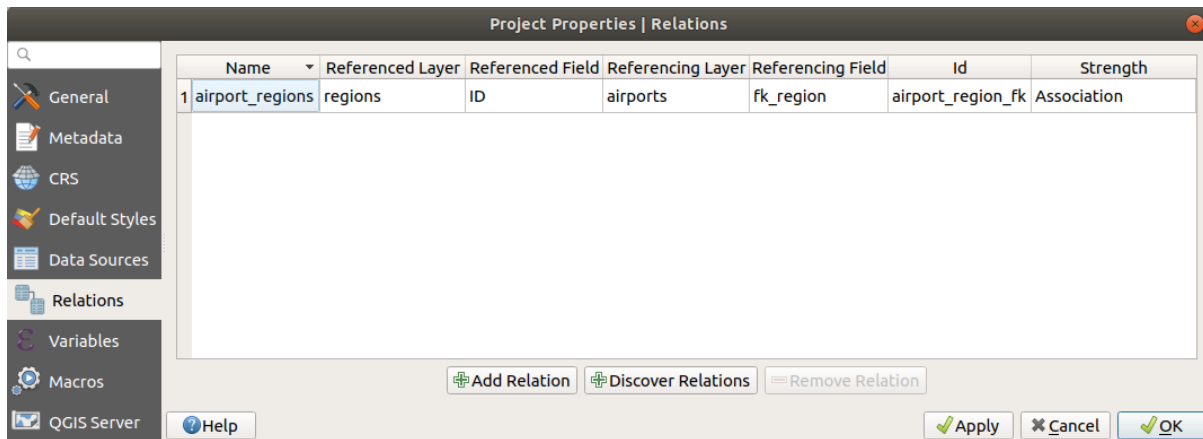 Project Properties | Relations
General
Metadata
CRS
Default Styles
Data Sources
Relations
Variables
Macros
QGIS Server
Name Referenced Layer Referenced Field Referencing Layer Referencing Field Id Strength
1 airport_regions regions ID airports fk_region airport_region_fk Association
Add Relation Discover Relations Remove Relation
Help Apply Cancel OK